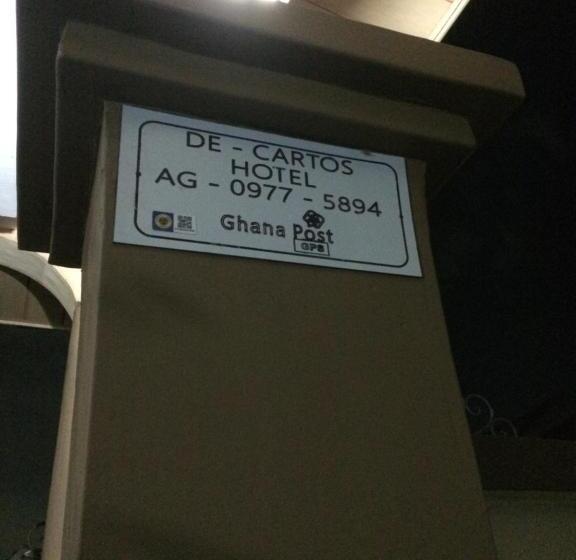 DE - CARTOS
HOTEL
AG - 0977 - 5894
Ghana Post
GPS